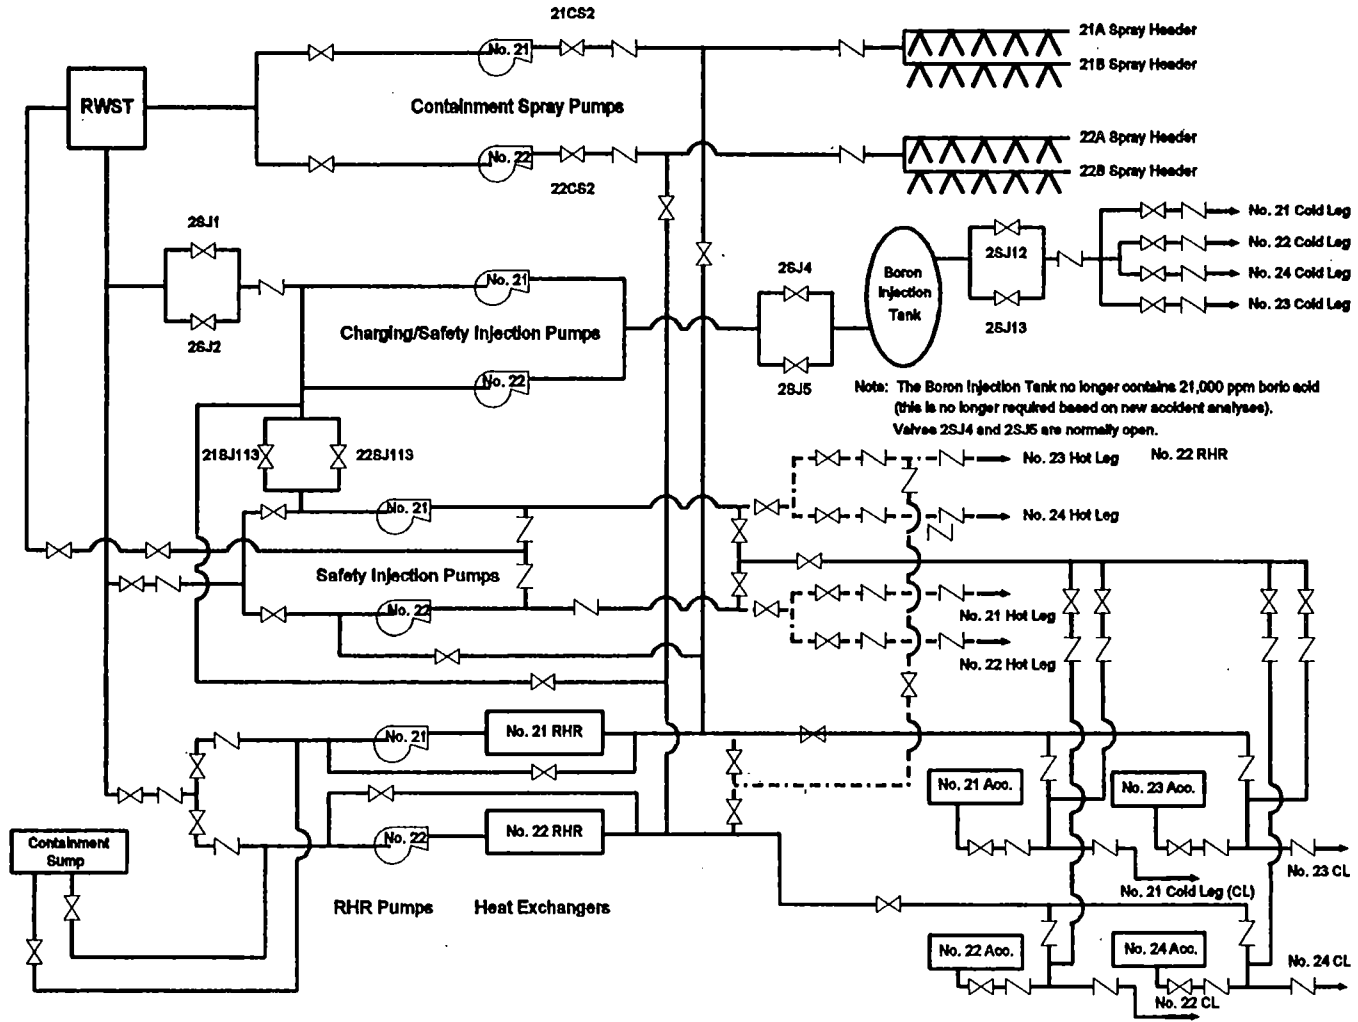 21CS2
21A Spray Header
No. 21
21B Spray Header
RWST
Containment Spray Pumps
22A Spray Header
No. 22
22B Spray Header
22CS2
No. 21 Cold Leg
2SJ1
2SJ12
No. 22 Cold Leg
2SJ4
Boron
Injection
Tank
No. 24 Cold Leg
No. 21
No. 23 Cold Leg
2SJ13
2SJ2
Charging/Safety Injection Pumps
No. 22
2SJ5
Note: The Boron Injection Tank no longer contains 21,000 ppm boric acid
(this is no longer required based on new accident analyses).
Valves 2SJ4 and 2SJ5 are normally open.
21SJ113
22SJ113
No. 23 Hot Leg
No. 22 RHR
No. 21
No. 24 Hot Leg
Safety Injection Pumps
No. 22
No. 21 Hot Leg
No. 22 Hot Leg
No. 21
No. 21 RHR
No. 21 Acc.
No. 23 Acc.
No. 22
No. 22 RHR
Containment
Sump
No. 23 CL
No. 21 Cold Leg (CL)
RHR Pumps
Heat Exchangers
No. 22 Acc.
No. 24 Acc.
No. 24 CL
No. 22 CL